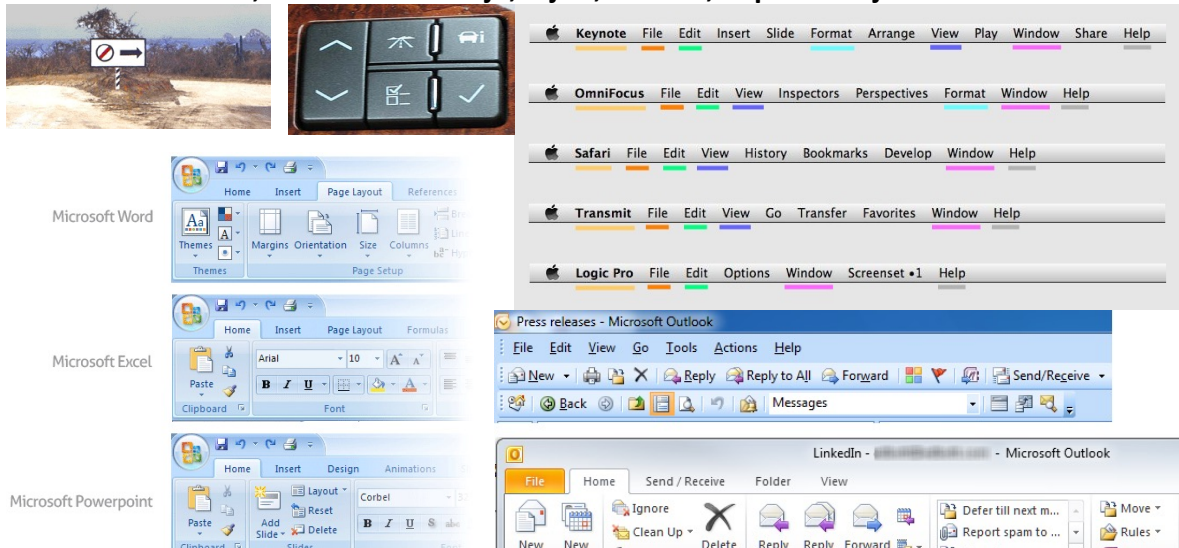 Keynote File Edit Insert Slide Format Arrange View Play Window Share Help
OmniFocus File Edit View Inspectors Perspectives Format Window Help
Safari File Edit View History Bookmarks Develop Window Help
Transmit File Edit View Go Transfer Favorites Window Help
Logic Pro File Edit Options Window Screenset •1 Help
Microsoft Word
Home Insert Page Layout References
Aa
A
Themes Margins Orientation Size Columns
Themes Page Setup
Microsoft Excel
Home Insert Page Layout Formulas
Arial 10 A A
Paste B I U A
Clipboard Font
Microsoft Powerpoint
Home Insert Design Animations
Layout Corbel
Reset
Paste Add Slide Delete B I U S abc
Clipboard Slides
Press releases - Microsoft Outlook
File Edit View Go Tools Actions Help
New Reply Reply to All Forward Send/Receive
Back Messages
LinkedIn - - Microsoft Outlook
File Home Send / Receive Folder View
Ignore Defer till next m... Move
Clean Up Report spam to ... Rules
New New Delete Reply Reply Forward